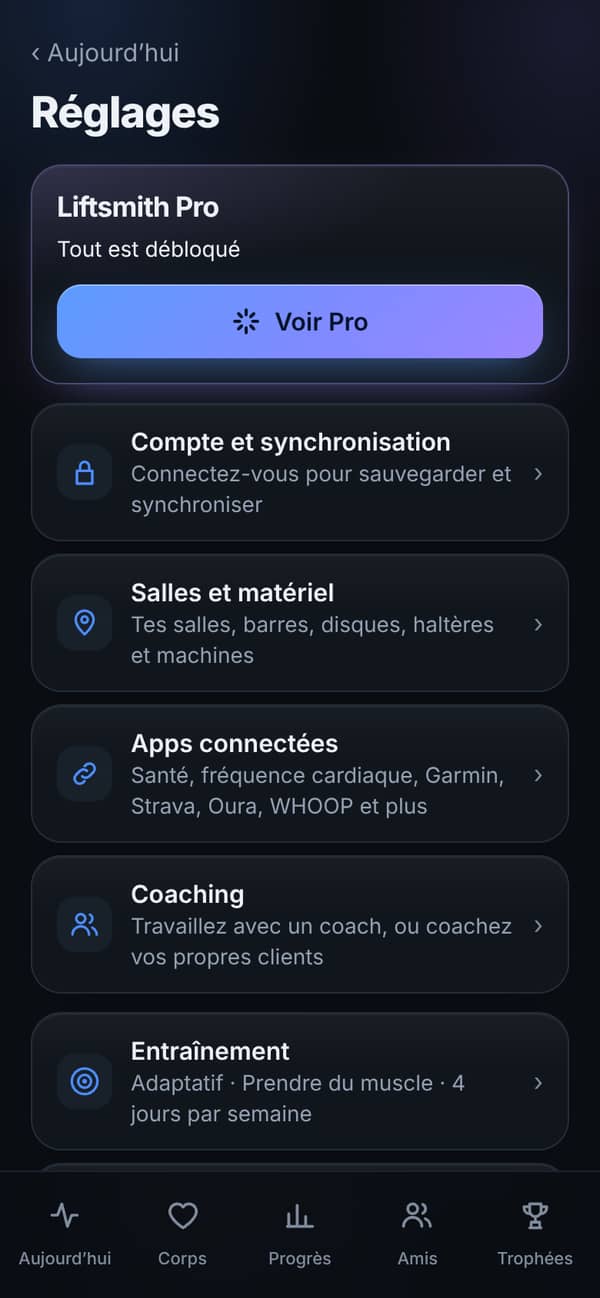 ‹ Aujourd’hui
Réglages
Liftsmith Pro
Tout est débloqué
Voir Pro
Compte et synchronisation
Connectez-vous pour sauvegarder et
synchroniser
Salles et matériel
Tes salles, barres, disques, haltères
et machines
Apps connectées
Santé, fréquence cardiaque, Garmin,
Strava, Oura, WHOOP et plus
Coaching
Travaillez avec un coach, ou coachez
vos propres clients
Entraînement
Adaptatif · Prendre du muscle · 4
jours par semaine
Aujourd’hui
Corps
Progrès
Amis
Trophées